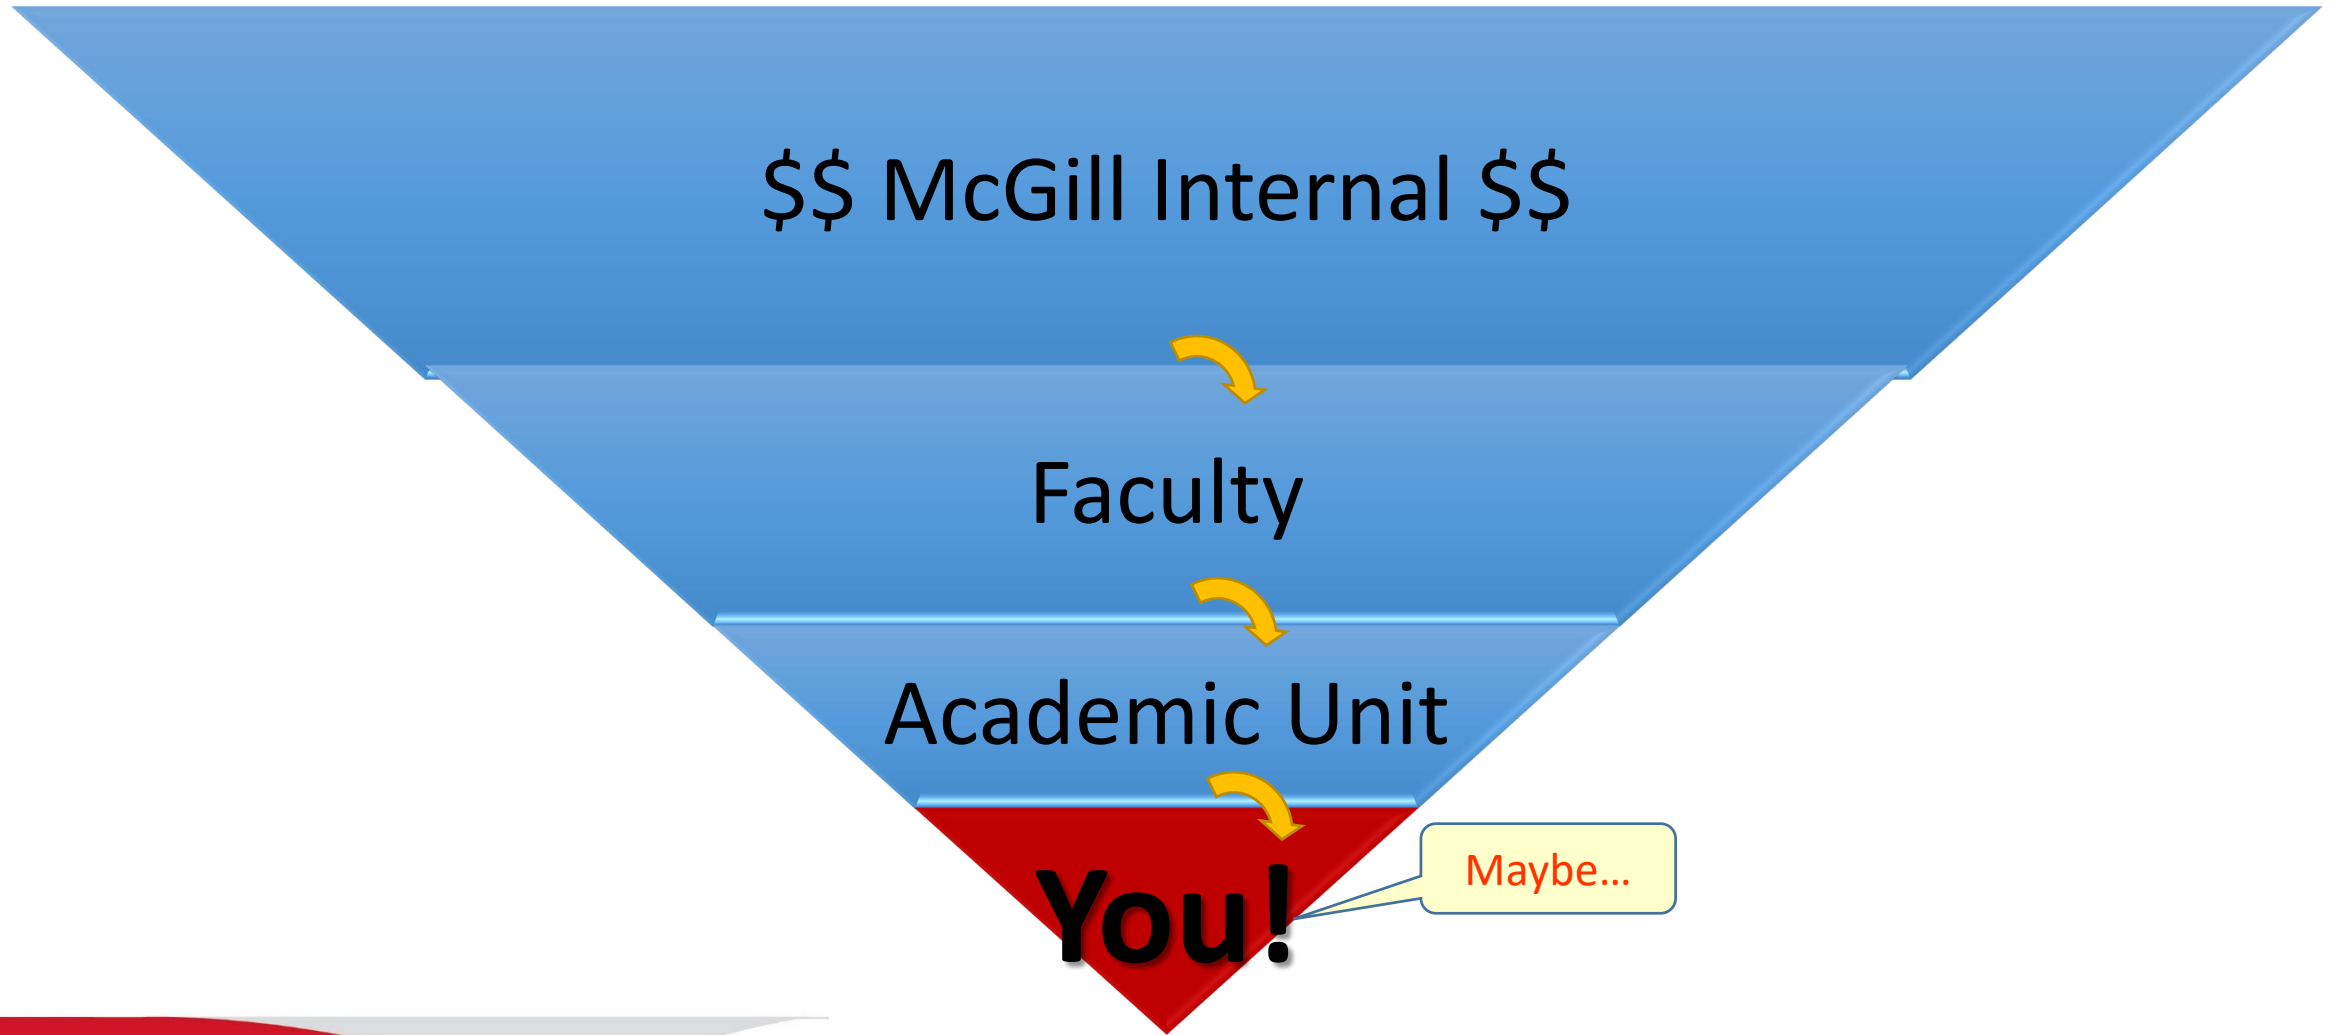 $$ McGill Internal $$
Faculty
Academic Unit
You!
Maybe…